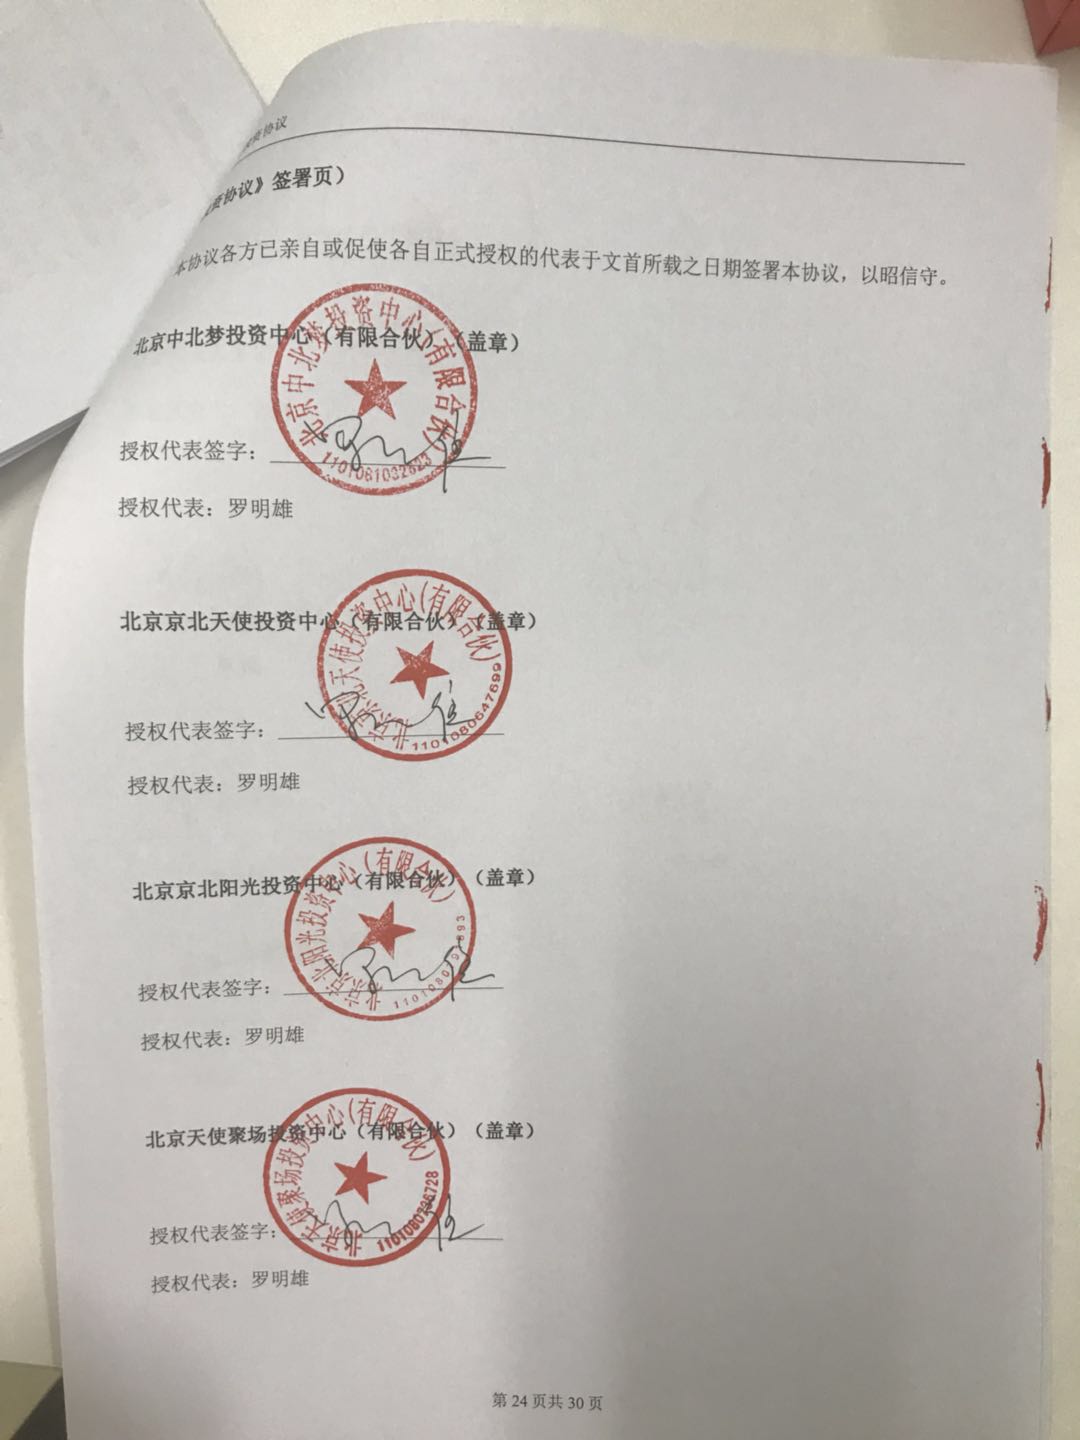 资协议
资协议》签署页）
本协议各方已亲自或促使各自正式授权的代表于文首所载之日期签署本协议，以昭信守。
北京中北梦投资中心（有限合伙）（盖章）
北京中北梦投资中心(有限合伙)
1101081032823
授权代表签字：
授权代表：罗明雄
北京京北天使投资中心（有限合伙）（盖章）
北京京北天使投资中心(有限合伙)
1101080647699
授权代表签字：
授权代表：罗明雄
北京京北阳光投资中心（有限合伙）（盖章）
北京京北阳光投资中心(有限合伙)
授权代表签字：
授权代表：罗明雄
北京天使聚场投资中心（有限合伙）（盖章）
北京天使聚场投资中心(有限合伙)
授权代表签字：
授权代表：罗明雄
第 24 页共 30 页